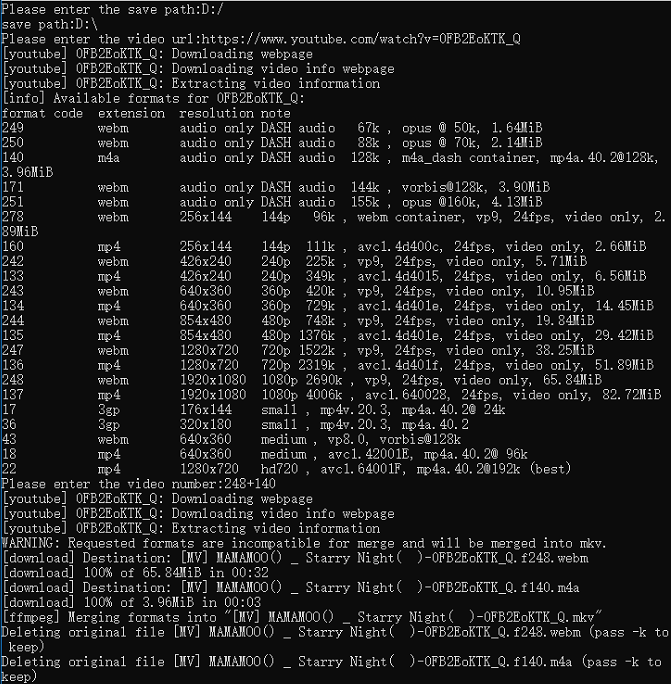 Please enter the save path:D:/
save path:D:\
Please enter the video url:https://www.youtube.com/watch?v=0FB2EoKTK_Q
[youtube] 0FB2EoKTK_Q: Downloading webpage
[youtube] 0FB2EoKTK_Q: Downloading video info webpage
[youtube] 0FB2EoKTK_Q: Extracting video information
[info] Available formats for 0FB2EoKTK_Q:
format code  extension  resolution note
249          webm       audio only DASH audio   67k , opus @ 50k, 1.64MiB
250          webm       audio only DASH audio   88k , opus @ 70k, 2.14MiB
140          m4a        audio only DASH audio  128k , m4a_dash container, mp4a.40.2@128k,
3.96MiB
171          webm       audio only DASH audio  144k , vorbis@128k, 3.90MiB
251          webm       audio only DASH audio  155k , opus @160k, 4.13MiB
278          webm       256x144    144p   96k , webm container, vp9, 24fps, video only, 2.
89MiB
160          mp4        256x144    144p  111k , avc1.4d400c, 24fps, video only, 2.66MiB
242          webm       426x240    240p  225k , vp9, 24fps, video only, 5.71MiB
133          mp4        426x240    240p  349k , avc1.4d4015, 24fps, video only, 6.56MiB
243          webm       640x360    360p  420k , vp9, 24fps, video only, 10.95MiB
134          mp4        640x360    360p  729k , avc1.4d401e, 24fps, video only, 14.45MiB
244          webm       854x480    480p  748k , vp9, 24fps, video only, 19.84MiB
135          mp4        854x480    480p 1376k , avc1.4d401e, 24fps, video only, 29.42MiB
247          webm       1280x720   720p 1522k , vp9, 24fps, video only, 38.25MiB
136          mp4        1280x720   720p 2319k , avc1.4d401f, 24fps, video only, 51.89MiB
248          webm       1920x1080  1080p 2690k , vp9, 24fps, video only, 65.84MiB
137          mp4        1920x1080  1080p 4006k , avc1.640028, 24fps, video only, 82.72MiB
17           3gp        176x144    small , mp4v.20.3, mp4a.40.2@ 24k
36           3gp        320x180    small , mp4v.20.3, mp4a.40.2
43           webm       640x360    medium , vp8.0, vorbis@128k
18           mp4        640x360    medium , avc1.42001E, mp4a.40.2@ 96k
22           mp4        1280x720   hd720 , avc1.64001F, mp4a.40.2@192k (best)
Please enter the video number:248+140
[youtube] 0FB2EoKTK_Q: Downloading webpage
[youtube] 0FB2EoKTK_Q: Downloading video info webpage
[youtube] 0FB2EoKTK_Q: Extracting video information
WARNING: Requested formats are incompatible for merge and will be merged into mkv.
[download] Destination: [MV] MAMAMOO() _ Starry Night(  )-0FB2EoKTK_Q.f248.webm
[download] 100% of 65.84MiB in 00:32
[download] Destination: [MV] MAMAMOO() _ Starry Night(  )-0FB2EoKTK_Q.f140.m4a
[download] 100% of 3.96MiB in 00:03
[ffmpeg] Merging formats into "[MV] MAMAMOO() _ Starry Night(  )-0FB2EoKTK_Q.mkv"
Deleting original file [MV] MAMAMOO() _ Starry Night(  )-0FB2EoKTK_Q.f248.webm (pass -k to
keep)
Deleting original file [MV] MAMAMOO() _ Starry Night(  )-0FB2EoKTK_Q.f140.m4a (pass -k to
keep)